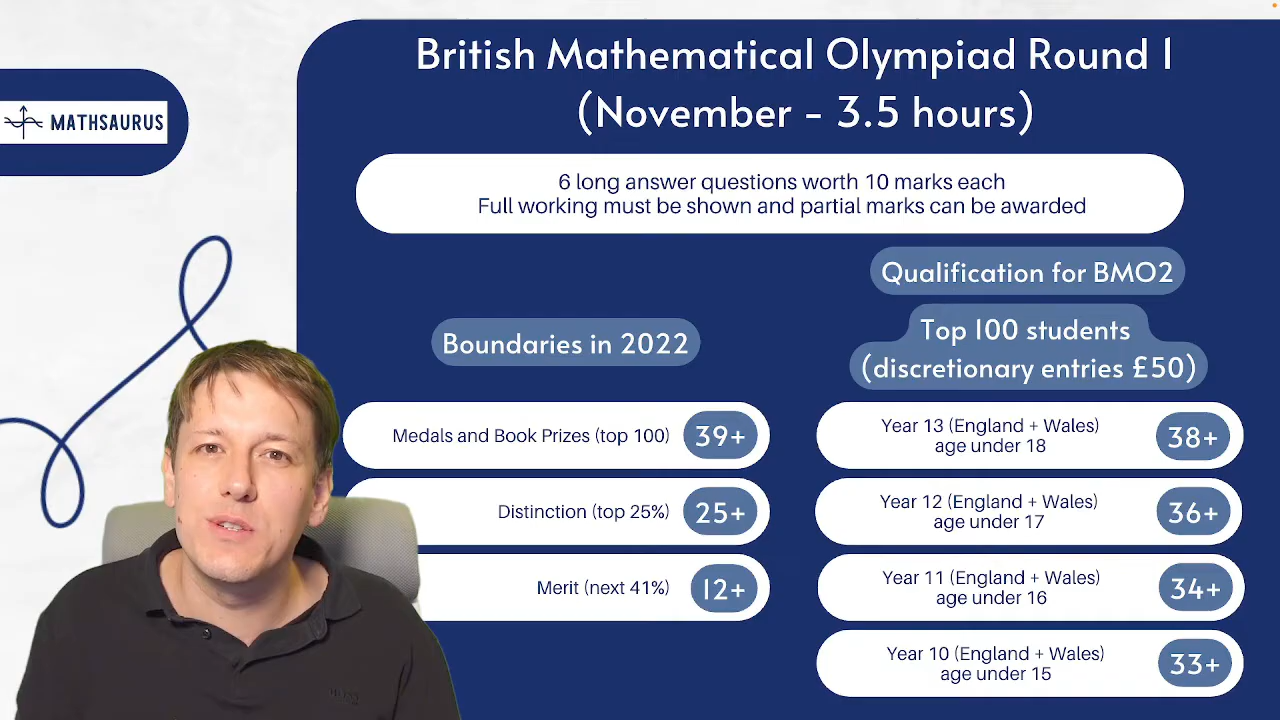 British Mathematical Olympiad Round 1
(November - 3.5 hours)
MATHSAURUS
6 long answer questions worth 10 marks each
Full working must be shown and partial marks can be awarded
Qualification for BMO2
Top 100 students
(discretionary entries £50)
Boundaries in 2022
Medals and Book Prizes (top 100) 39+
Distinction (top 25%) 25+
Merit (next 41%) 12+
Year 13 (England + Wales)
age under 18
38+
Year 12 (England + Wales)
age under 17
36+
Year 11 (England + Wales)
age under 16
34+
Year 10 (England + Wales)
age under 15
33+